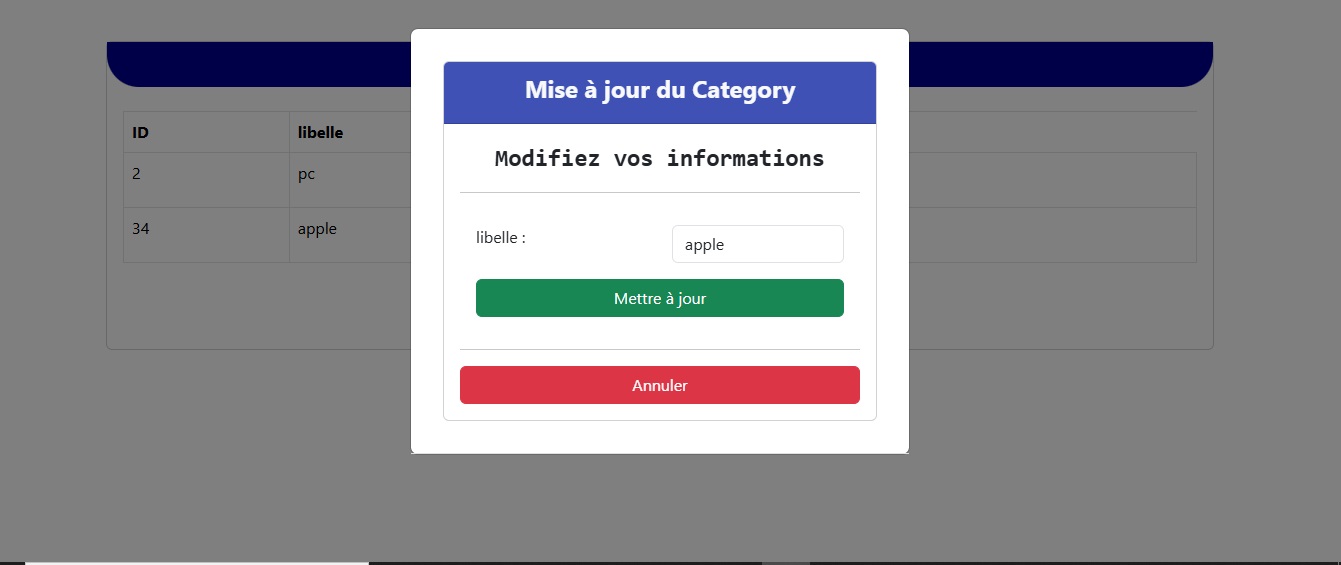 Mise à jour du Category
ID libelle
Modifiez vos informations
2 pc
34 apple
libelle : apple
Mettre à jour
Annuler